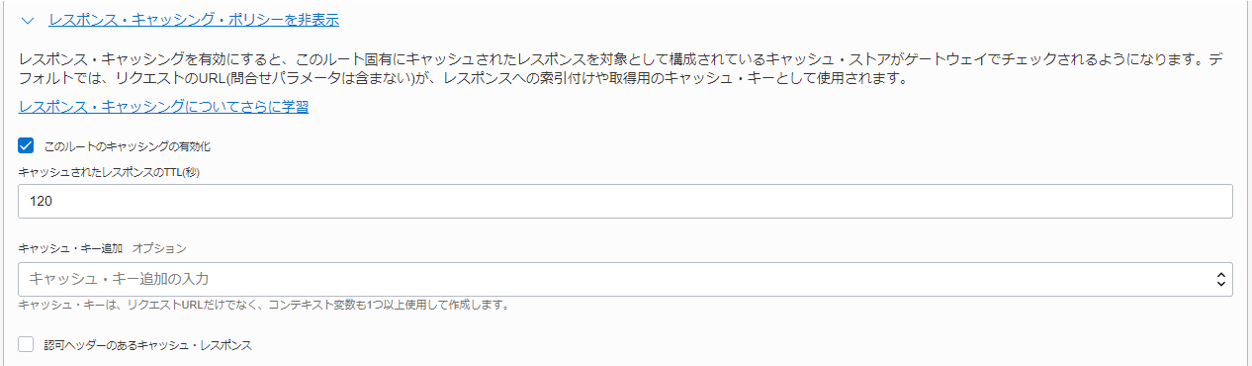 レスポンス・キャッシング・ポリシーを非表示
レスポンス・キャッシングを有効にすると、このルート固有にキャッシュされたレスポンスを対象として構成されているキャッシュ・ストアがゲートウェイでチェックされるようになります。デ
フォルトでは、リクエストのURL(問合せパラメータは含まない)が、レスポンスへの索引付けや取得用のキャッシュ・キーとして使用されます。
レスポンス・キャッシングについてさらに学習
このルートのキャッシングの有効化
キャッシュされたレスポンスのTTL(秒)
120
キャッシュ・キー追加 オプション
キャッシュ・キー追加の入力
キャッシュ・キーは、リクエストURLだけでなく、コンテキスト変数も1つ以上使用して作成します。
認可ヘッダーのあるキャッシュ・レスポンス